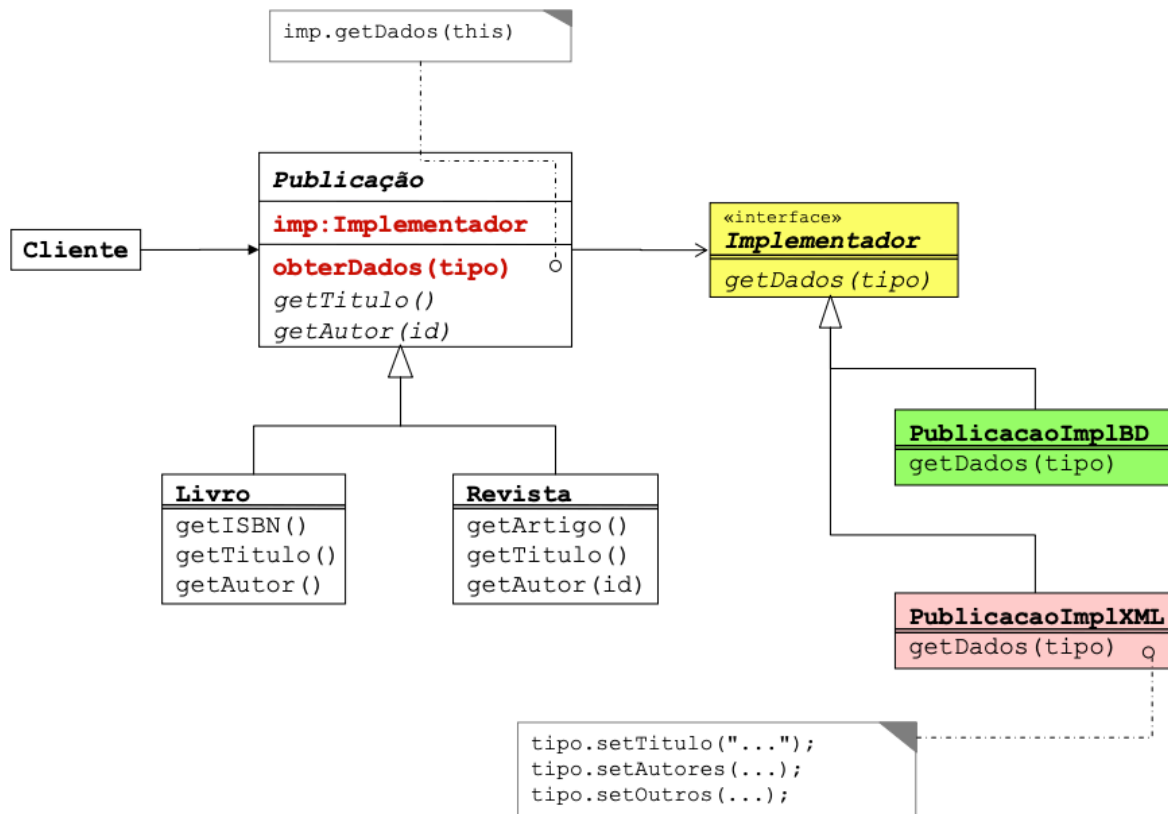 imp.getDados(this)
Publicação
imp:Implementador
obterDados(tipo)
getTitulo()
getAutor(id)
Cliente
«interface»
Implementador
getDados(tipo)
PublicacaoImplBD
getDados(tipo)
Livro
getISBN()
getTitulo()
getAutor()
Revista
getArtigo()
getTitulo()
getAutor(id)
PublicacaoImplXML
getDados(tipo)
tipo.setTitulo("...");
tipo.setAutores(...);
tipo.setOutros(...);